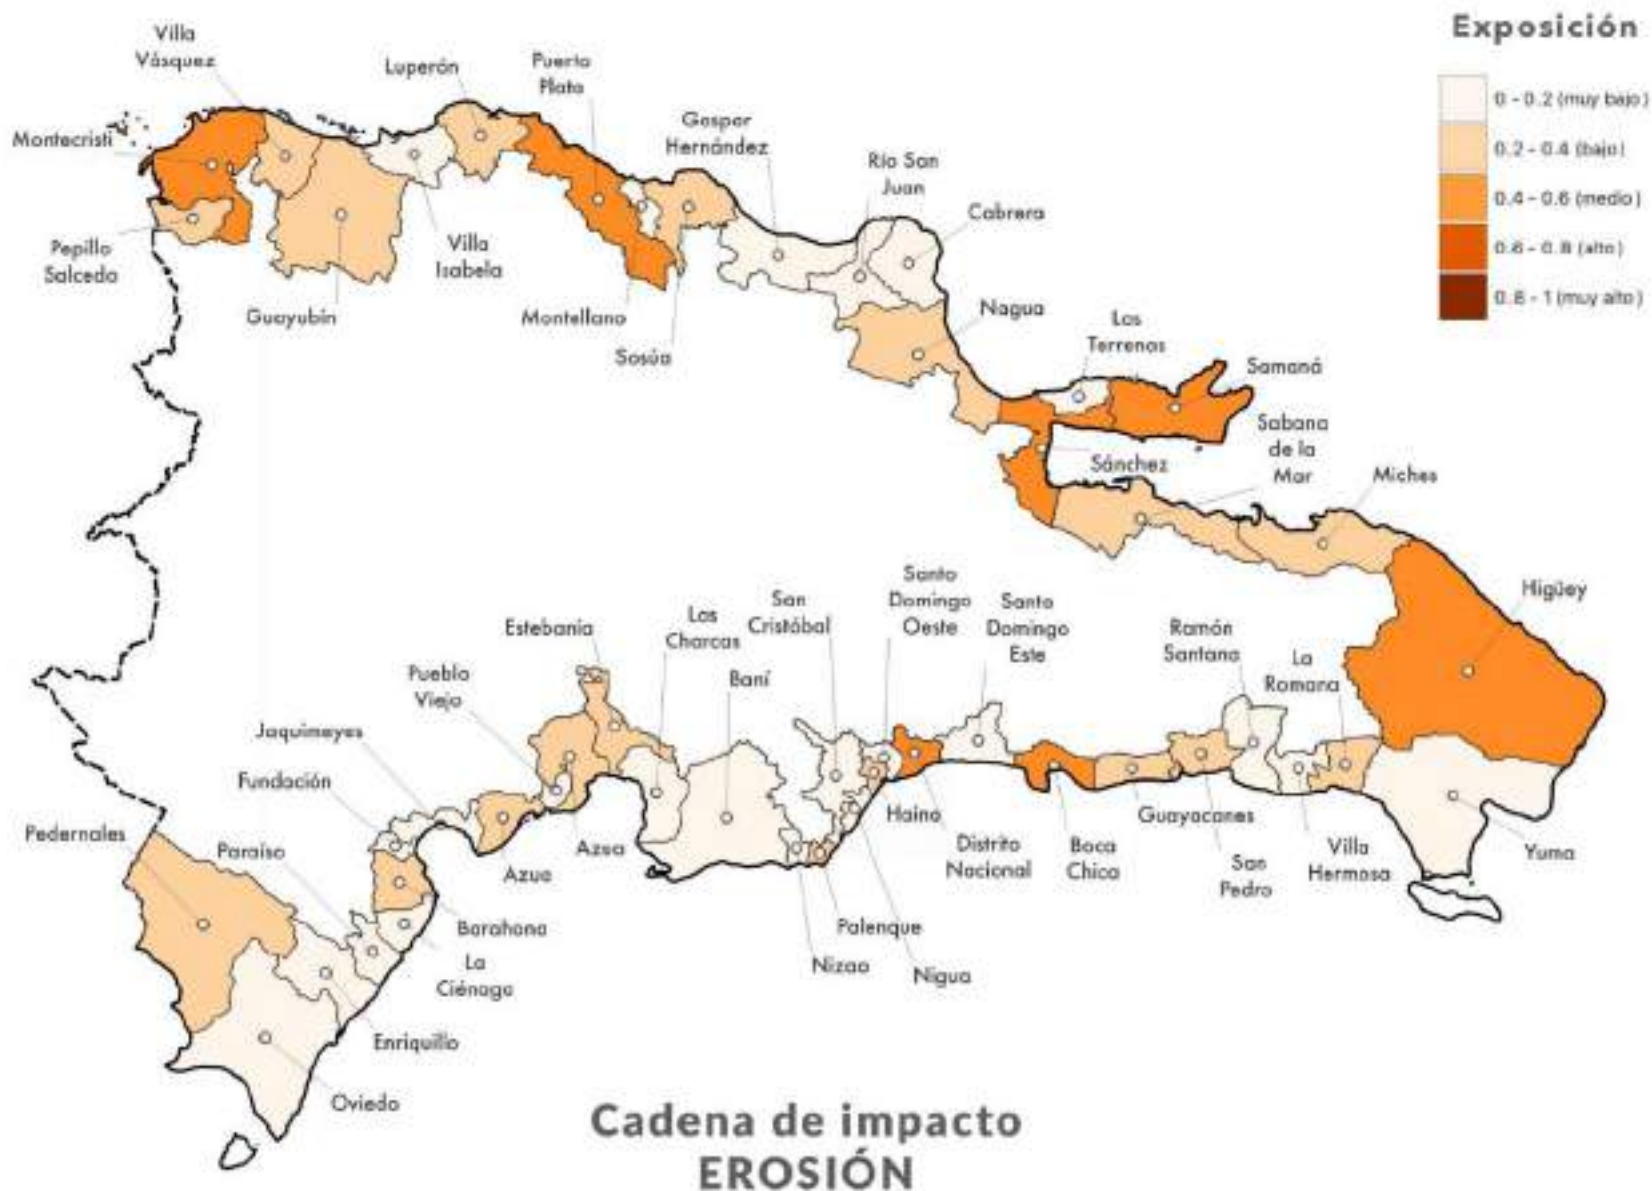 Exposición
0 - 0.2 (muy bajo)
0.2 - 0.4 (bajo)
0.4 - 0.6 (medio)
0.6 - 0.8 (alto)
0.8 - 1 (muy alto)
Villa
Vásquez
Luperón
Puerto
Plata
Montecristi
Gaspar
Hernández
Río San
Juan
Cabrera
Pepillo
Salcedo
Villa
Isabela
Guayubín
Montellano
Sosúa
Nagua
Las
Terrenas
Samaná
Sabana
de la
Mar
Sánchez
Miches
Higüey
Estebanía
Las
Charcas
San
Cristóbal
Santo
Domingo
Oeste
Santo
Domingo
Este
Ramón
Santana
La
Romana
Pueblo
Viejo
Baní
Jaquimeyes
Fundación
Pedernales
Paraíso
Azua
Azua
Haina
Distrito
Nacional
Boca
Chica
Guayacanes
San
Pedro
Villa
Hermosa
Yuma
Barahona
La
Ciénaga
Palenque
Nizao
Nigua
Enriquillo
Oviedo
Cadena de impacto
EROSIÓN